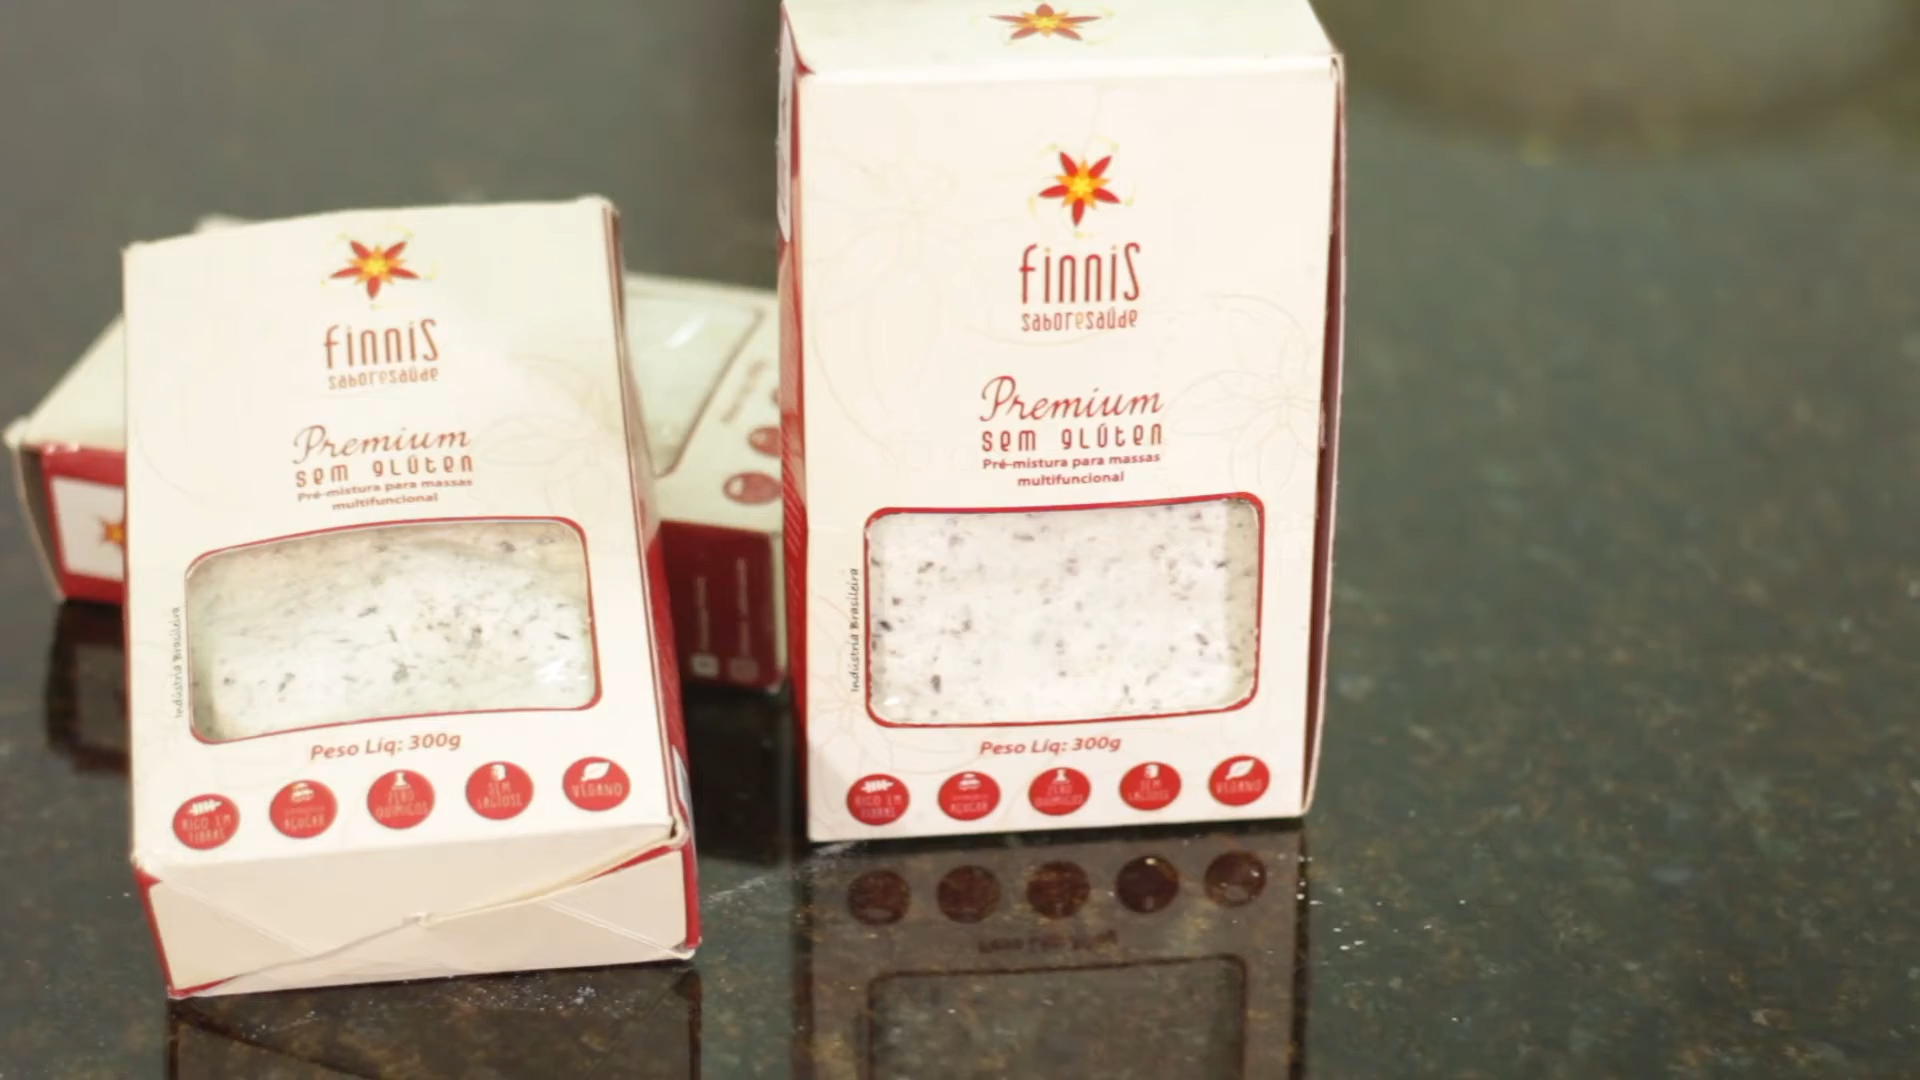 finnis
saboresaúde
Premium
sem glúten
Pré-mistura para massas
multifuncional
Indústria Brasileira
Peso Líq: 300g
RICO EM
FIBRAS
AÇÚCAR
ZERO
QUÍMICOS
SEM
LACTOSE
VEGANO
finnis
saboresaúde
Premium
sem glúten
Pré-mistura para massas
multifuncional
Indústria Brasileira
Peso Líq: 300g
RICO EM
FIBRAS
AÇÚCAR
ZERO
QUÍMICOS
SEM
LACTOSE
VEGANO